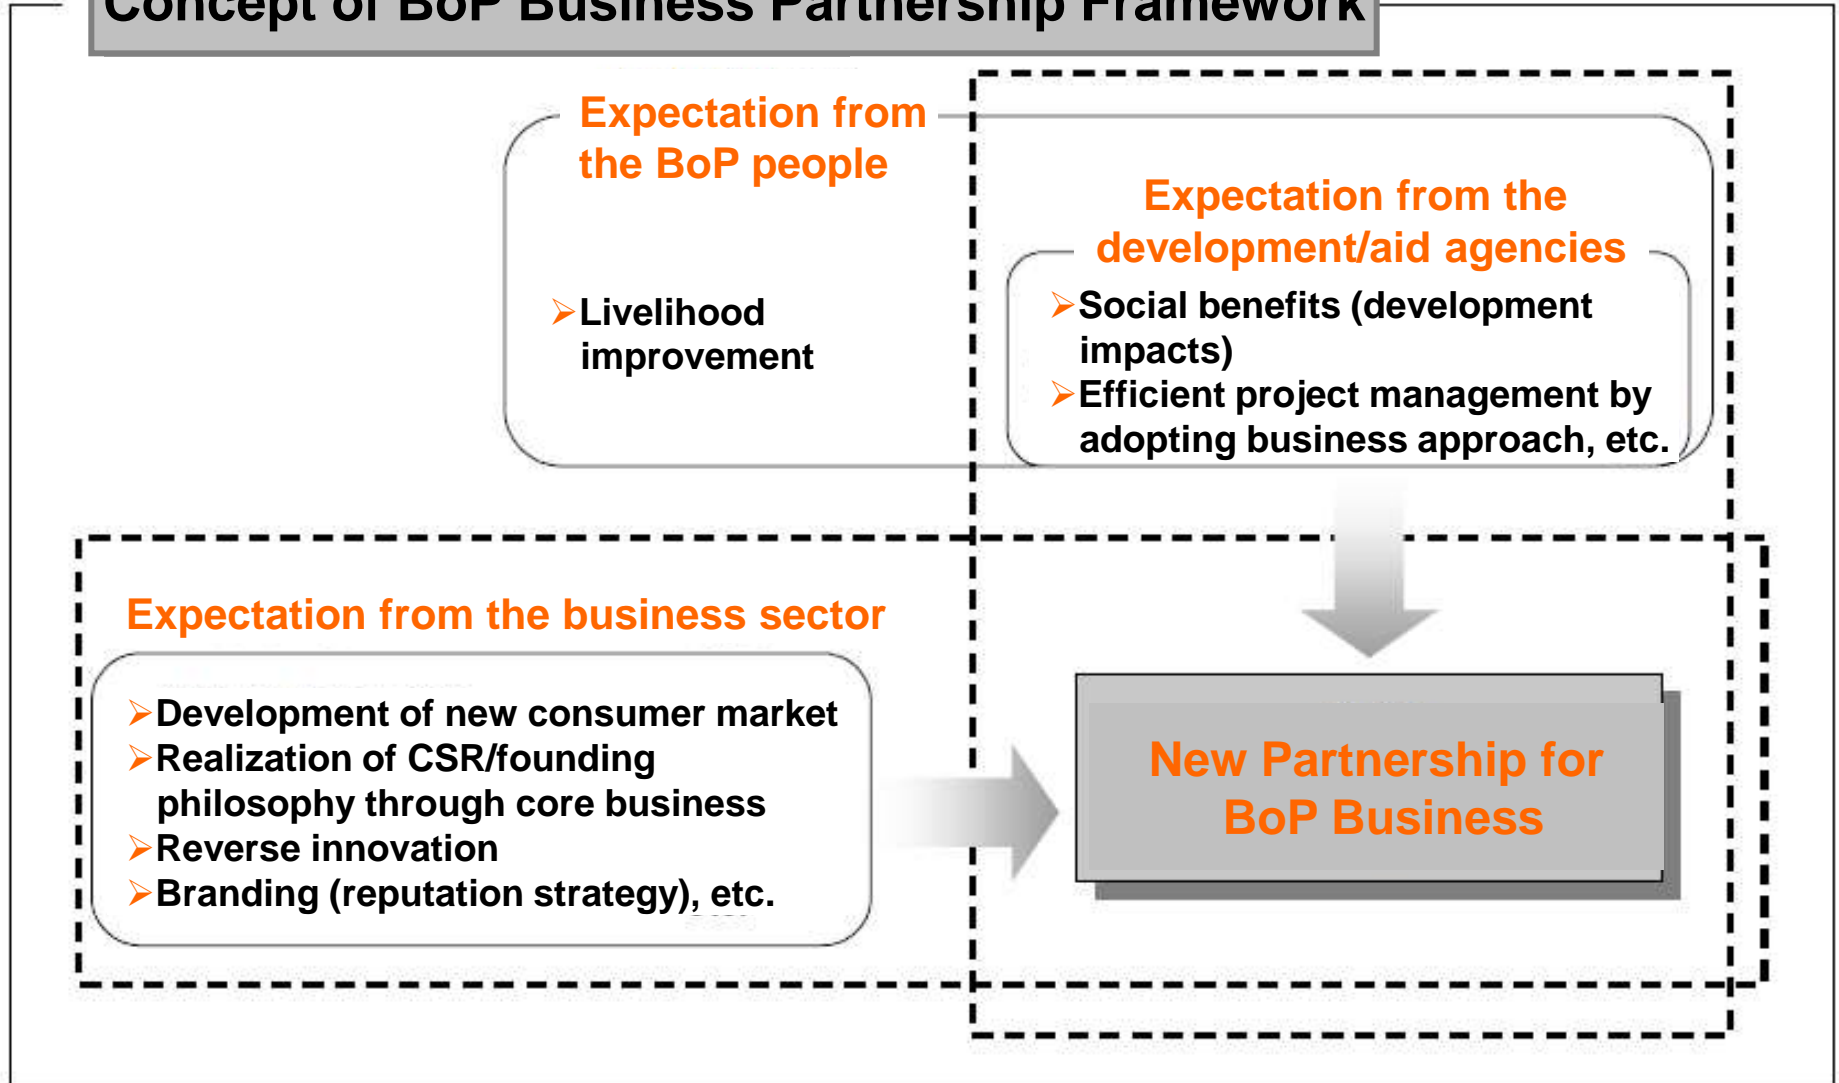 Concept of BoP Business Partnership Framework
Expectation from
the BoP people
Expectation from the
development/aid agencies
➢Livelihood
improvement
➢Social benefits (development
impacts)
➢Efficient project management by
adopting business approach, etc.
Expectation from the business sector
➢Development of new consumer market
➢Realization of CSR/founding
philosophy through core business
➢Reverse innovation
➢Branding (reputation strategy), etc.
New Partnership for
BoP Business